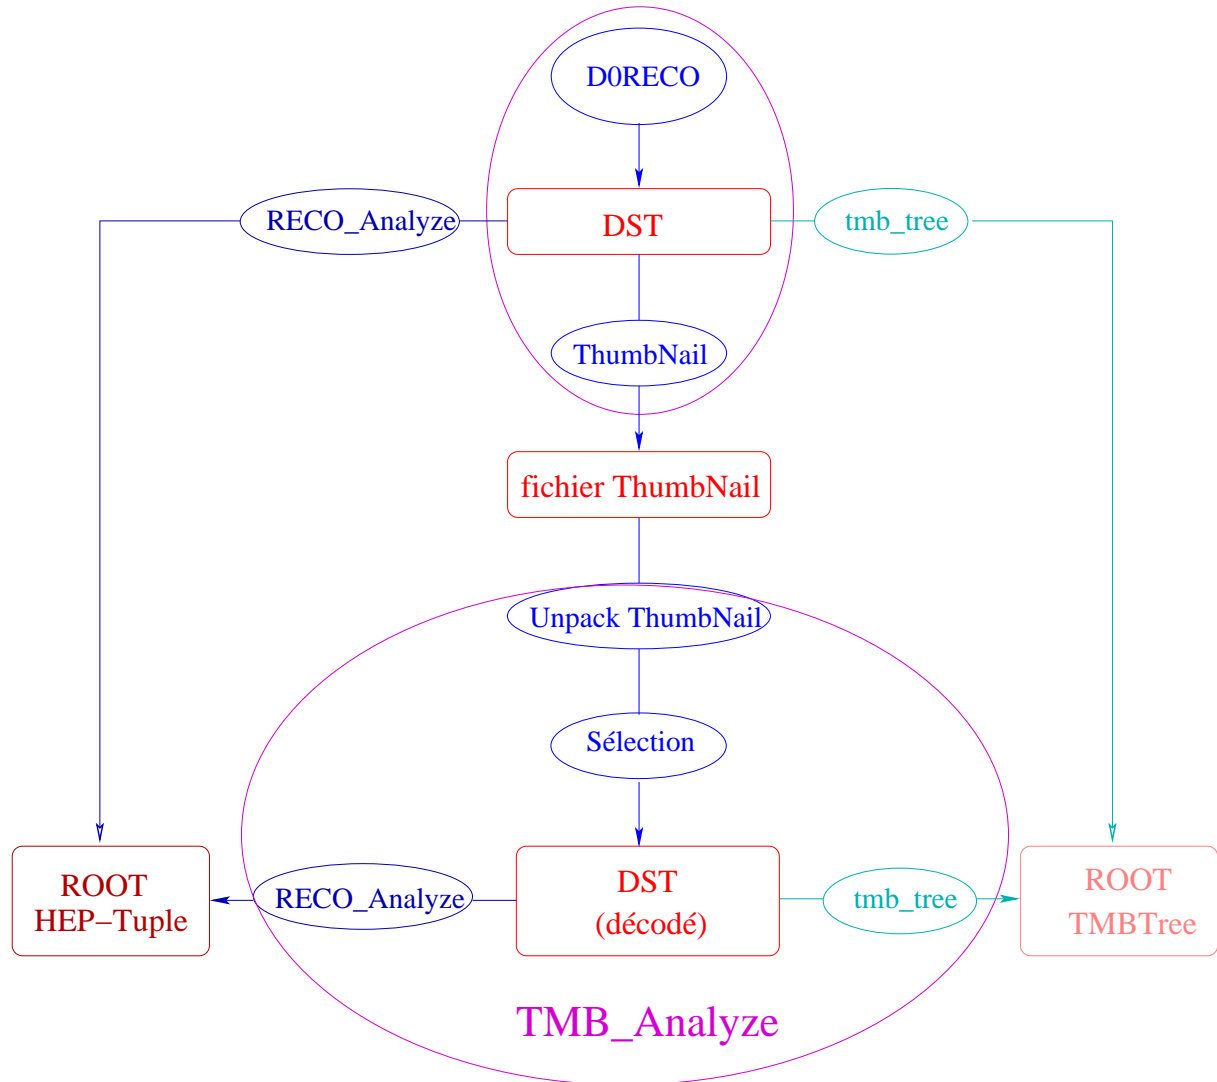 D0RECO
RECO_Analyze
DST
tmb_tree
ThumbNail
fichier ThumbNail
Unpack ThumbNail
Sélection
ROOT
HEP−Tuple
RECO_Analyze
DST
(décodé)
tmb_tree
ROOT
TMBTree
TMB_Analyze